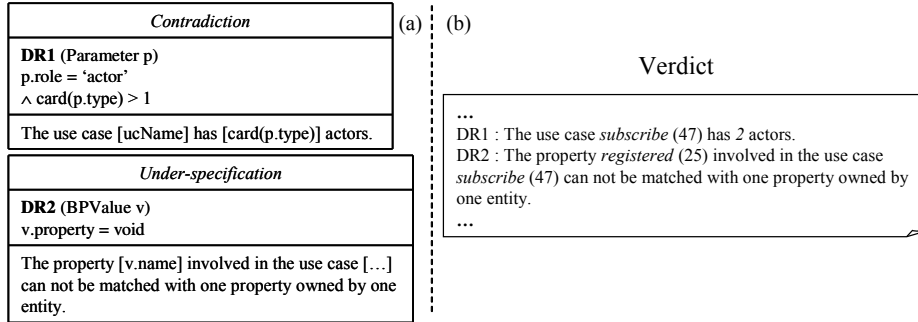 Contradiction
DR1 (Parameter p)
p.role = ‘actor’
∧ card(p.type) > 1
The use case [ucName] has [card(p.type)] actors.
Under-specification
DR2 (BPValue v)
v.property = void
The property [v.name] involved in the use case […]
can not be matched with one property owned by one
entity.
(a)
(b)
Verdict
...
DR1 : The use case subscribe (47) has 2 actors.
DR2 : The property registered (25) involved in the use case
subscribe (47) can not be matched with one property owned by
one entity.
...